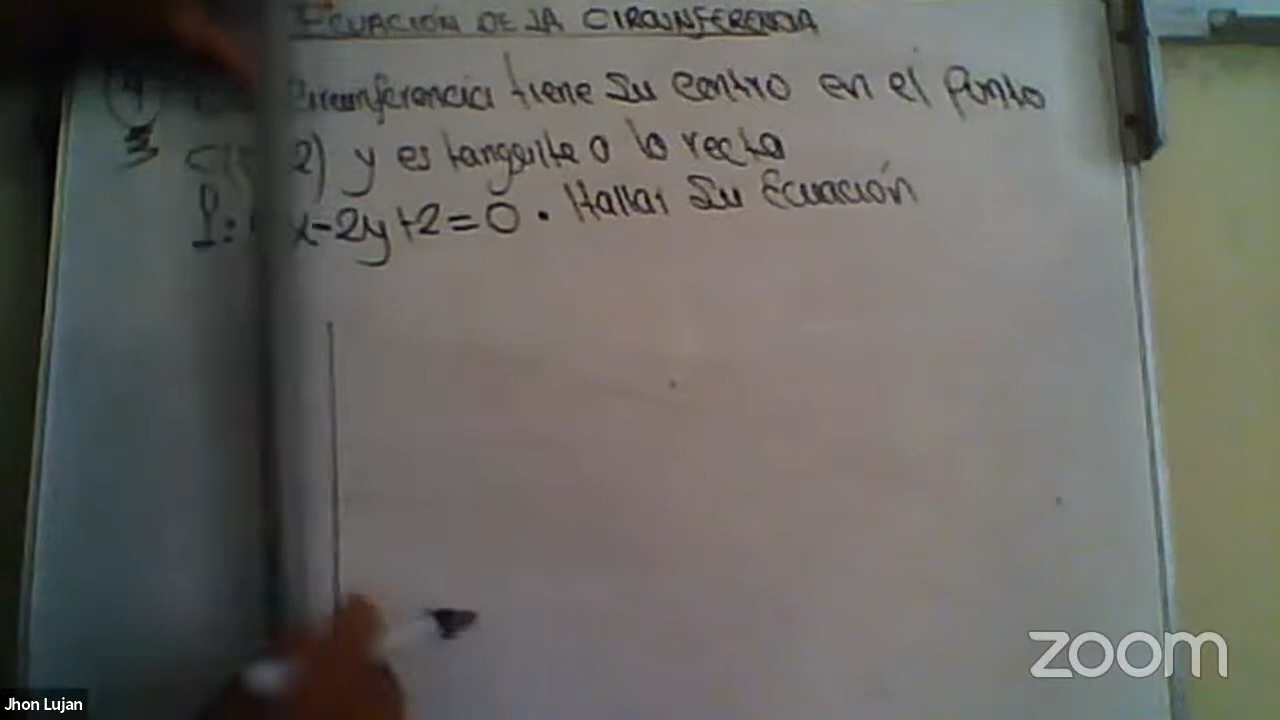 ECUACIÓN DE LA CIRCUNFERENCIA
Circunferencia tiene su centro en el punto
2) y es tangente a la recta
x-2y+2=0. Hallar su Ecuación
zoom
Jhon Lujan